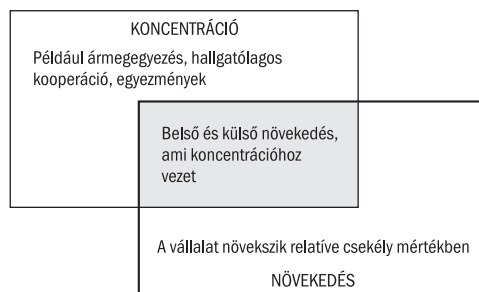 KONCENTRÁCIÓ
Például ármegegyezés, hallgatólagos
kooperáció, egyezmények
Belső és külső növekedés,
ami koncentrációhoz
vezet
A vállalat növekszik relatíve csekély mértékben
NÖVEKEDÉS